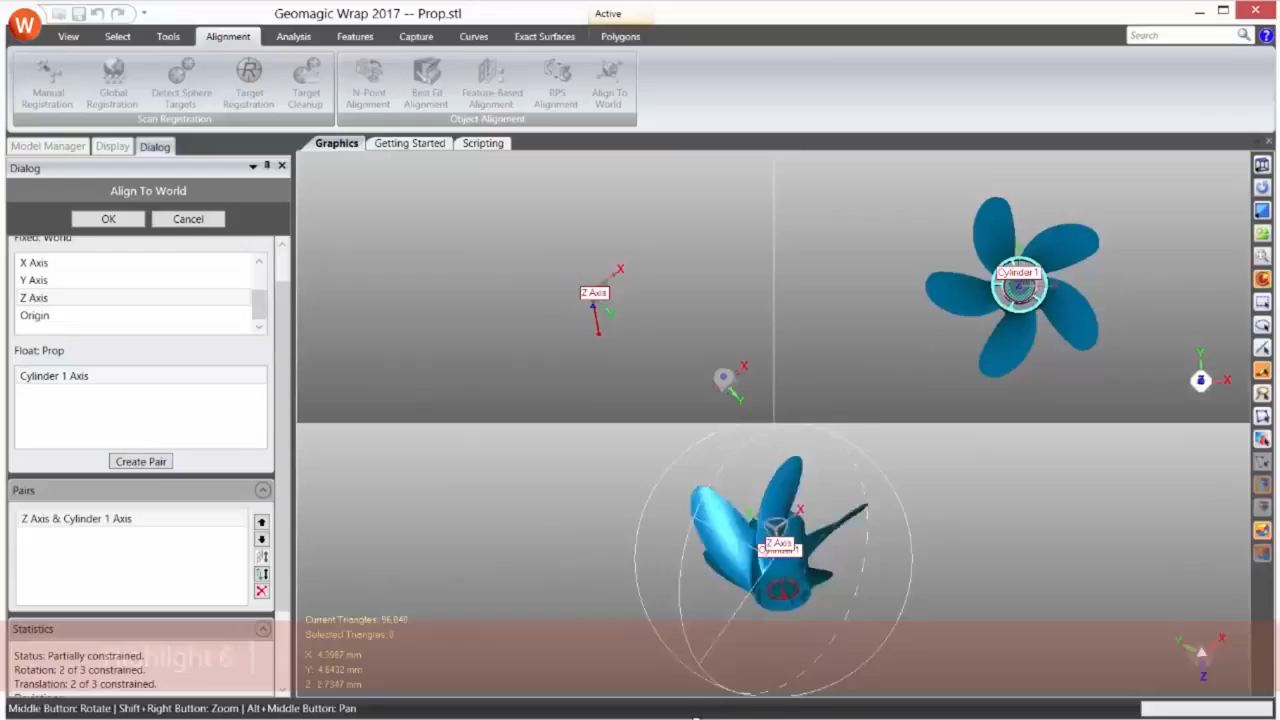 W
Geomagic Wrap 2017 -- Prop.stl
Active
View Select Tools Alignment Analysis Features Capture Curves Exact Surfaces Polygons
Search
?
Manual Registration
Global Registration
Detect Sphere Targets
Target Registration
Target Cleanup
N-Point Alignment
Best Fit Alignment
Feature-Based Alignment
RPS Alignment
Align To World
Scan Registration
Object Alignment
Model Manager Display Dialog
Graphics Getting Started Scripting
Dialog
Align To World
OK Cancel
Fixed: World
X Axis
Y Axis
Z Axis
Origin
Float: Prop
Cylinder 1 Axis
Create Pair
Pairs
Z Axis & Cylinder 1 Axis
Statistics
Status: Partially constrained.
Rotation: 2 of 3 constrained.
Translation: 2 of 3 constrained.
X
Z Axis
Y
X
Y
Cylinder 1
Z
Y
Z
X
Y
X
Z Axis
Cylinder 1
Current Triangles: 96,840
Selected Triangles: 0
X: 4.3987 mm
Y: 4.6432 mm
Z: 2.7347 mm
Y
X
Z
Middle Button: Rotate | Shift+Right Button: Zoom | Alt+Middle Button: Pan